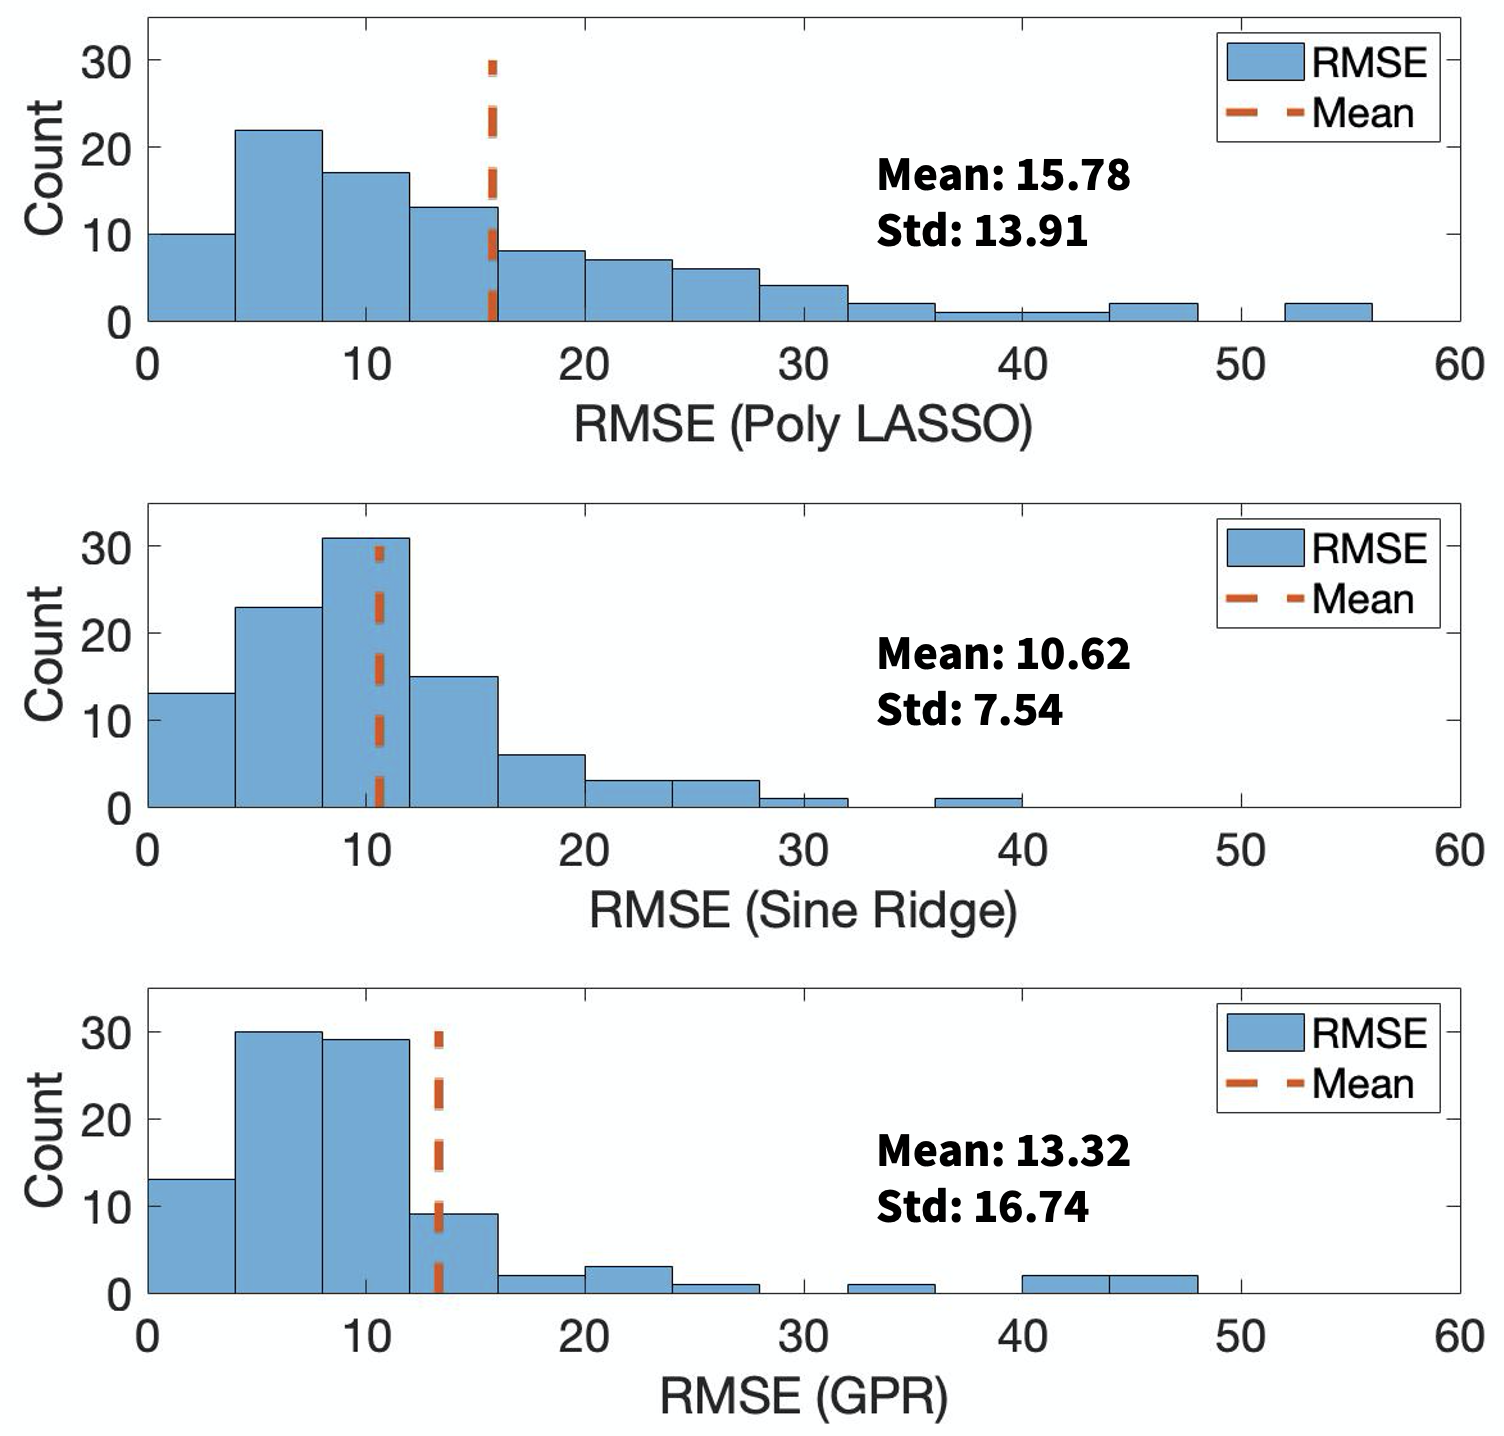 30
20
10
0
Count
RMSE
Mean
Mean: 15.78
Std: 13.91
0 10 20 30 40 50 60
RMSE (Poly LASSO)
30
20
10
0
Count
RMSE
Mean
Mean: 10.62
Std: 7.54
0 10 20 30 40 50 60
RMSE (Sine Ridge)
30
20
10
0
Count
RMSE
Mean
Mean: 13.32
Std: 16.74
0 10 20 30 40 50 60
RMSE (GPR)